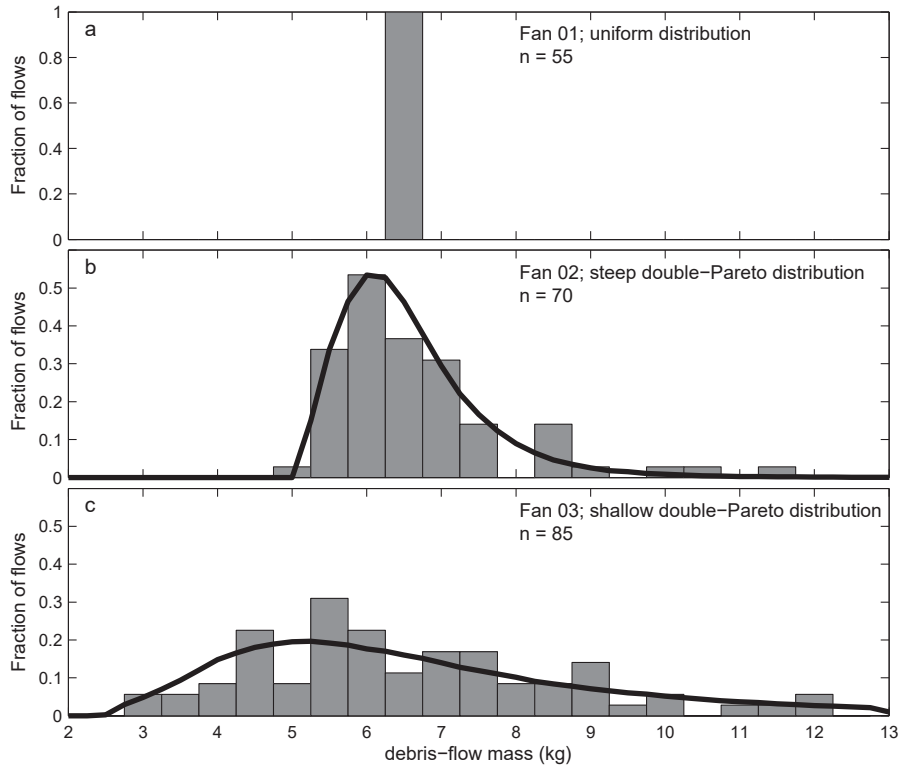 a
Fan 01; uniform distribution
n = 55
Fraction of flows
1
0.8
0.6
0.4
0.2
0
b
Fan 02; steep double−Pareto distribution
n = 70
Fraction of flows
0.5
0.4
0.3
0.2
0.1
0
c
Fan 03; shallow double−Pareto distribution
n = 85
Fraction of flows
0.5
0.4
0.3
0.2
0.1
0
2 3 4 5 6 7 8 9 10 11 12 13
debris−flow mass (kg)